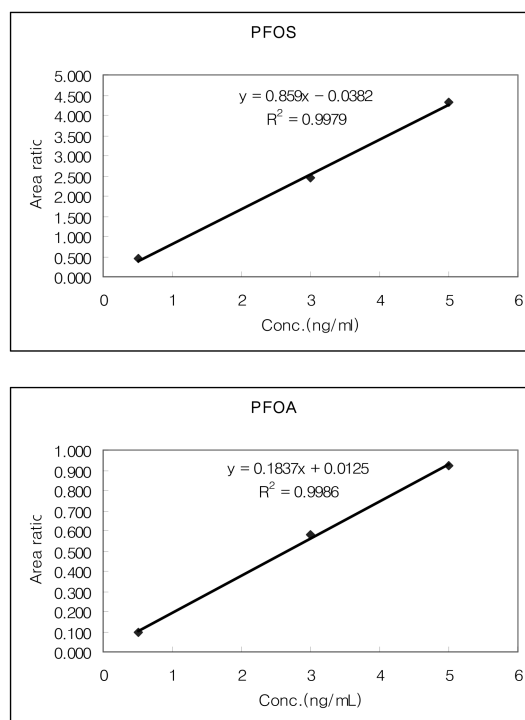 PFOS
y = 0.859x − 0.0382
R² = 0.9979
Area ratio
5.000
4.500
4.000
3.500
3.000
2.500
2.000
1.500
1.000
0.500
0.000
0 1 2 3 4 5 6
Conc.(ng/ml)
PFOA
y = 0.1837x + 0.0125
R² = 0.9986
Area ratio
1.000
0.900
0.800
0.700
0.600
0.500
0.400
0.300
0.200
0.100
0.000
0 1 2 3 4 5 6
Conc.(ng/mL)